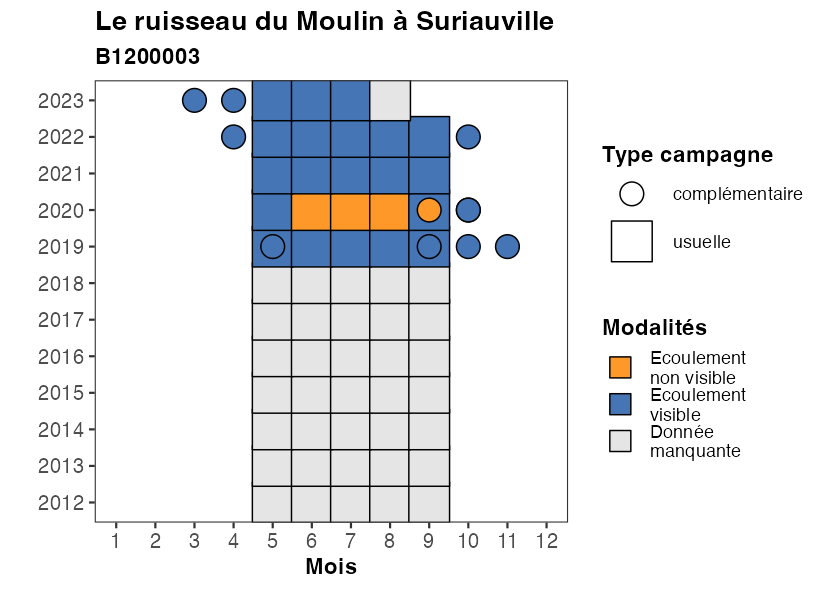 Le ruisseau du Moulin à Suriauville
B1200003
2023
2022
2021
2020
2019
2018
2017
2016
2015
2014
2013
2012
1 2 3 4 5 6 7 8 9 10 11 12
Mois
Type campagne
complémentaire
usuelle
Modalités
Ecoulement
non visible
Ecoulement
visible
Donnée
manquante